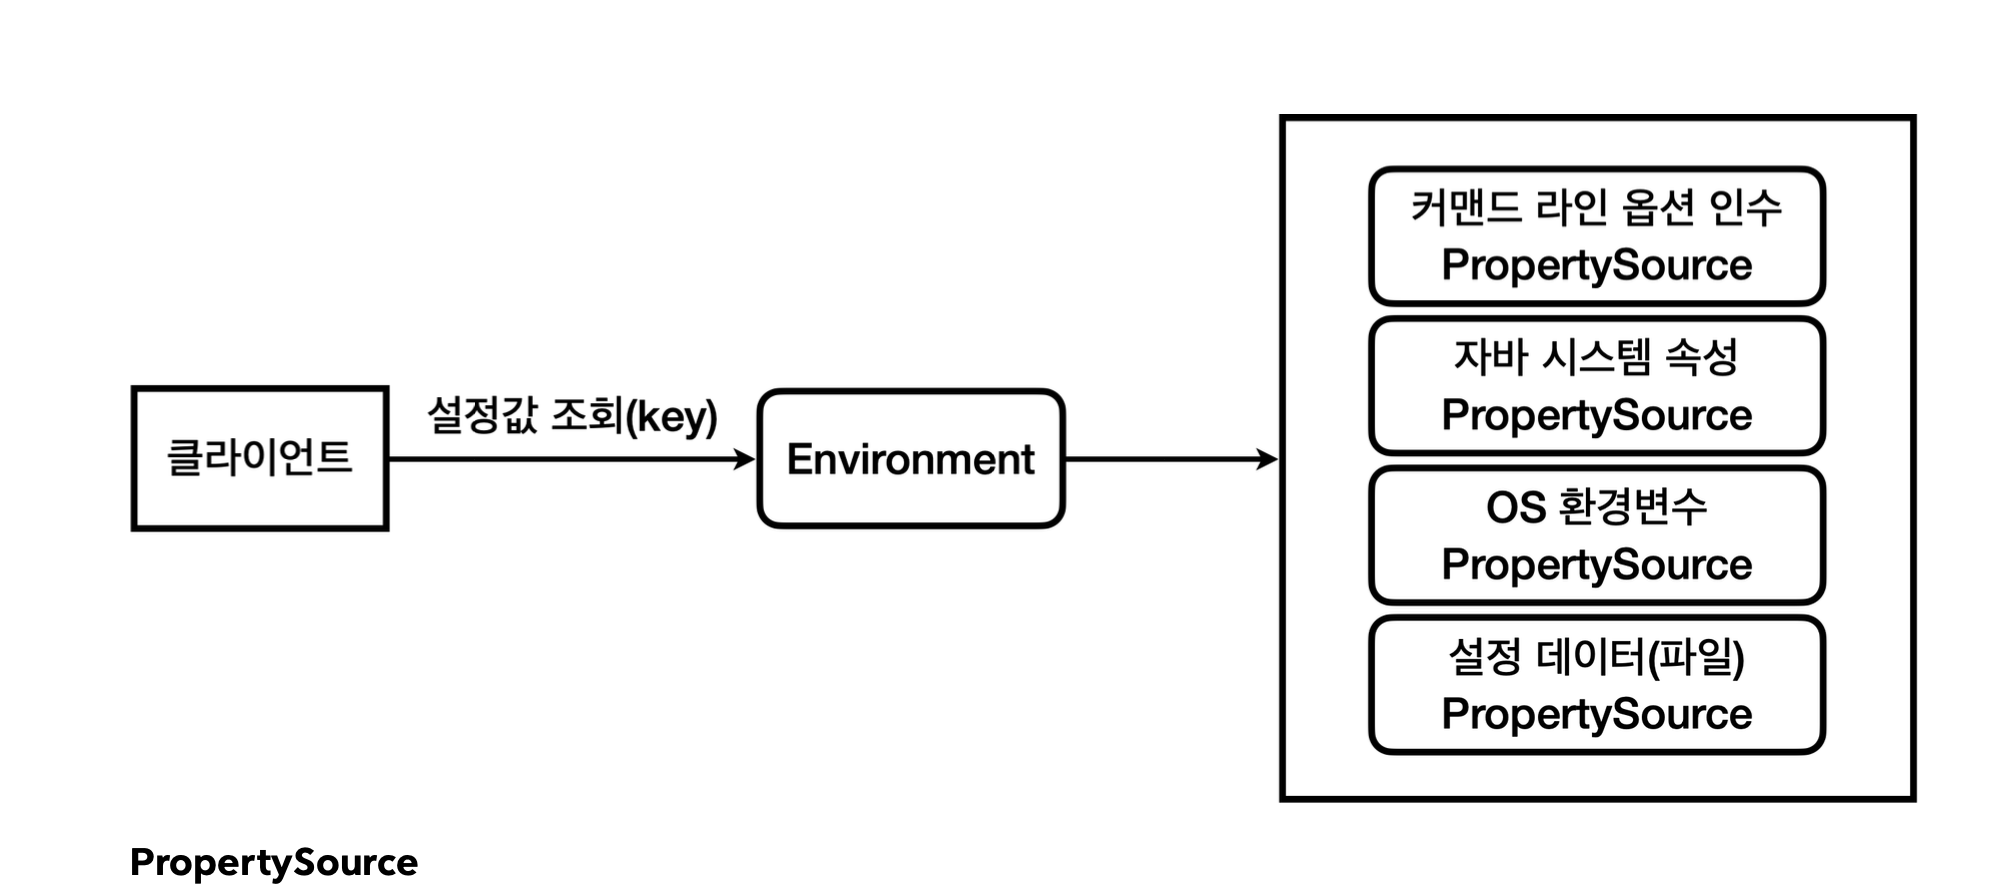 클라이언트
설정값 조회(key)
Environment
커맨드 라인 옵션 인수
PropertySource
자바 시스템 속성
PropertySource
OS 환경변수
PropertySource
설정 데이터(파일)
PropertySource
PropertySource